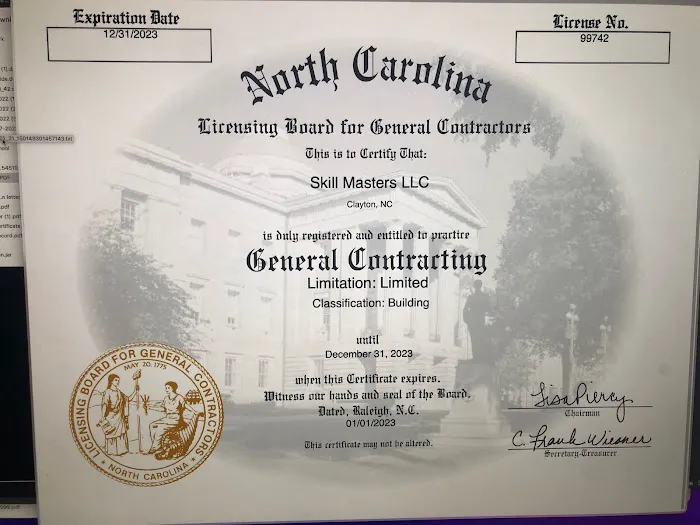 Expiration Date
12/31/2023
License No.
99742
North Carolina
Licensing Board for General Contractors
This is to Certify That:
Skill Masters LLC
Clayton, NC
is duly registered and entitled to practice
General Contracting
Limitation: Limited
Classification: Building
until
December 31, 2023
when this Certificate expires.
Witness our hands and seal of the Board.
Dated, Raleigh, N.C.
01/01/2023
This certificate may not be altered.
LICENSING BOARD FOR GENERAL CONTRACTORS
MAY 20, 1775
NORTH CAROLINA
Lisa Piercy
Chairman
C. Frank Wiesner
Secretary-Treasurer